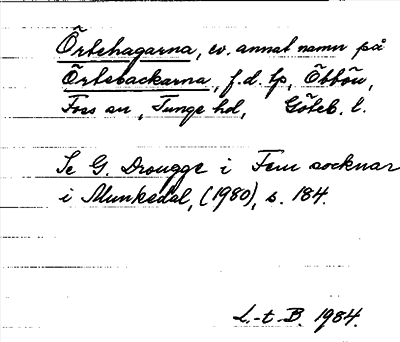 Örtehagarna, ev. annat namn på
Örtebackarna, f.d. lp, Öbbön,
Foss sn, Tunge hd, Göteb. l.
Se G. Drougge i Fem socknar
i Munkedal, (1980), s. 184.
L.-t B. 1984.